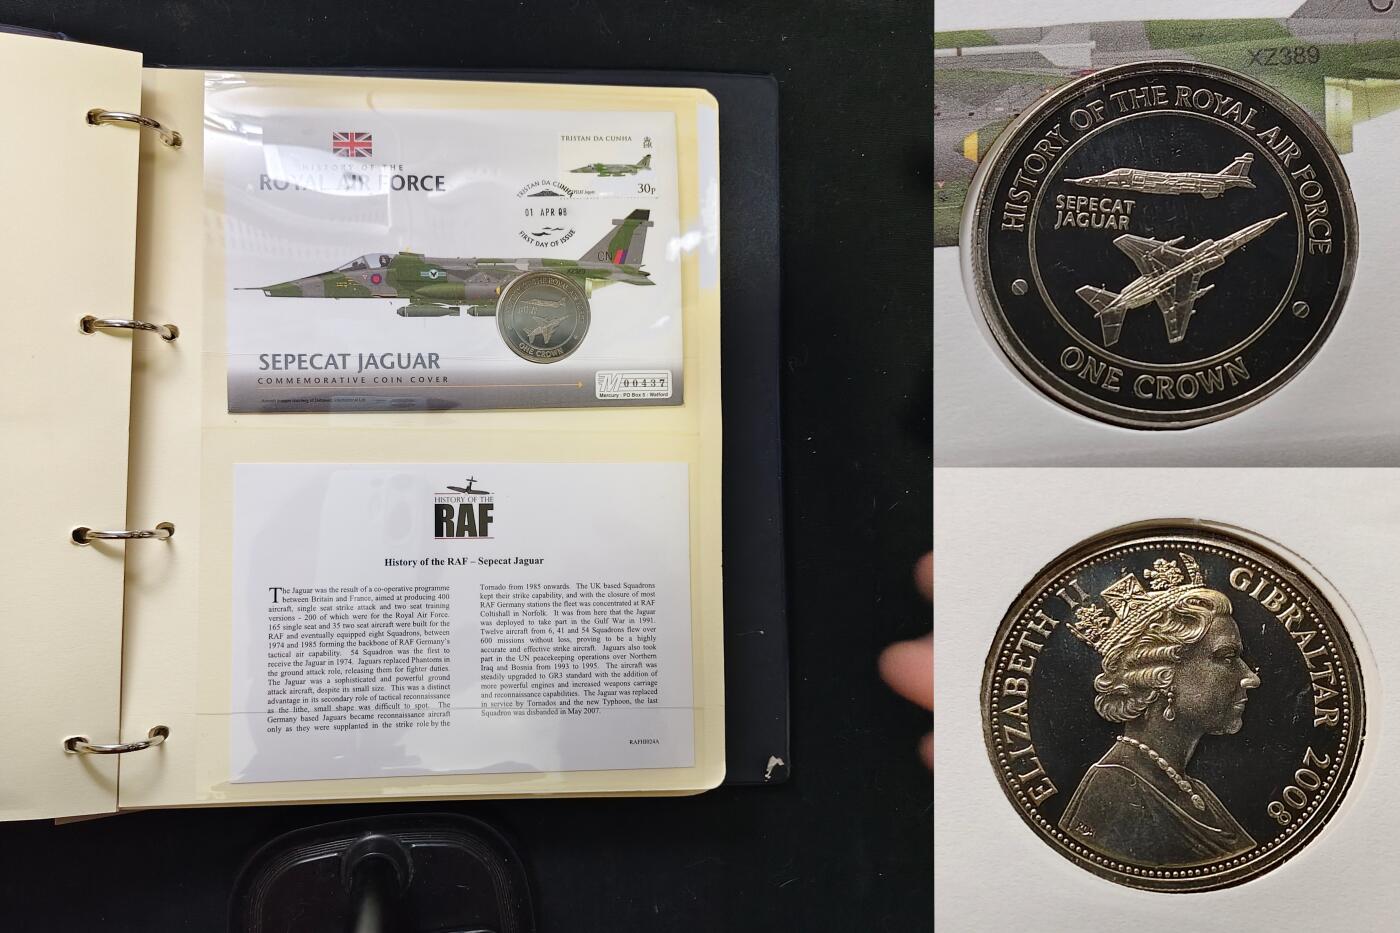 HISTORY OF THE
ROYAL AIR FORCE
TRISTAN DA CUNHA
30p
TRISTAN DA CUNHA
01 APR 08
FIRST DAY OF ISSUE
CN
XZ389
HISTORY OF THE ROYAL AIR FORCE
ONE CROWN
SEPECAT JAGUAR
COMMEMORATIVE COIN COVER
M 00437
Mercury · PO Box 5 · Watford
HISTORY OF THE
RAF
History of the RAF – Sepecat Jaguar
The Jaguar was the result of a co-operative programme
between Britain and France, aimed at producing 400
aircraft, single seat strike attack and two seat training
versions - 200 of which were for the Royal Air Force.
165 single seat and 35 two seat aircraft were built for the
RAF and eventually equipped eight Squadrons, between
1974 and 1985 forming the backbone of RAF Germany's
tactical air capability. 54 Squadron was the first to
receive the Jaguar in 1974. Jaguars replaced Phantoms in
the ground attack role, releasing them for fighter duties.
The Jaguar was a sophisticated and powerful ground
attack aircraft, despite its small size. This was a distinct
advantage in its secondary role of tactical reconnaissance
as the lithe, small shape was difficult to spot. The
Germany based Jaguars became reconnaissance aircraft
only as they were supplanted in the strike role by the
Tornado from 1985 onwards. The UK based Squadrons
kept their strike capability, and with the closure of most
RAF Germany stations the fleet was concentrated at RAF
Coltishall in Norfolk. It was from here that the Jaguar
was deployed to take part in the Gulf War in 1991.
Twelve aircraft from 6, 41 and 54 Squadrons flew over
600 missions without loss, proving to be a highly
accurate and effective strike aircraft. Jaguars also took
part in the UN peacekeeping operations over Northern
Iraq and Bosnia from 1993 to 1995. The aircraft was
steadily upgraded to GR3 standard with the addition of
more powerful engines and increased weapons carriage
and reconnaissance capabilities. The Jaguar was replaced
in service by Tornados and the new Typhoon, the last
Squadron was disbanded in May 2007.
RAFHH24A
XZ389
HISTORY OF THE ROYAL AIR FORCE
SEPECAT
JAGUAR
ONE CROWN
ELIZABETH II
GIBRALTAR 2008